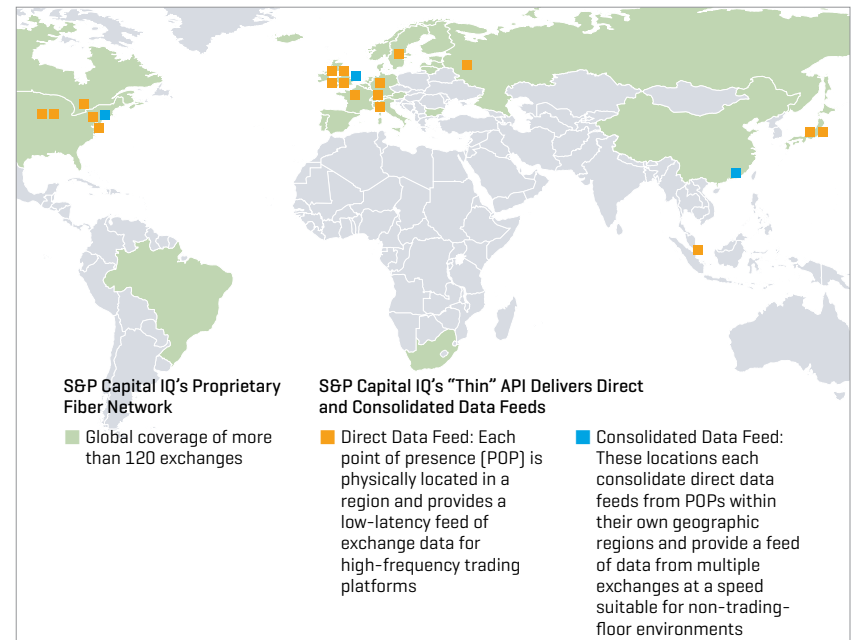 S&P Capital IQ's Proprietary
Fiber Network
Global coverage of more
than 120 exchanges
S&P Capital IQ's "Thin" API Delivers Direct
and Consolidated Data Feeds
Direct Data Feed: Each
point of presence (POP) is
physically located in a
region and provides a
low-latency feed of
exchange data for
high-frequency trading
platforms
Consolidated Data Feed:
These locations each
consolidate direct data
feeds from POPs within
their own geographic
regions and provide a feed
of data from multiple
exchanges at a speed
suitable for non-trading-
floor environments